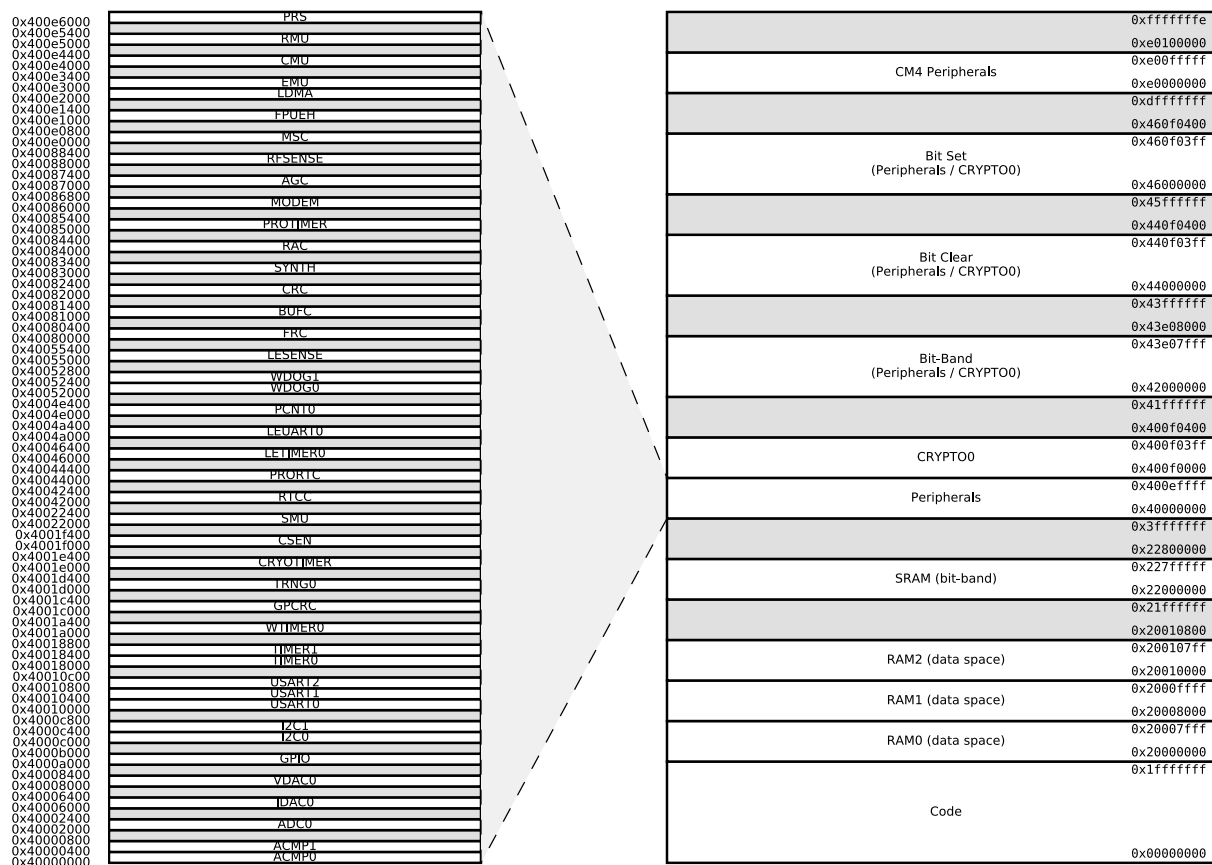 0x400e6000
0x400e5400
0x400e5000
0x400e4400
0x400e4000
0x400e3400
0x400e3000
0x400e2000
0x400e1400
0x400e1000
0x400e0800
0x400e0000
0x40088400
0x40088000
0x40087400
0x40087000
0x40086800
0x40086000
0x40085400
0x40085000
0x40084400
0x40084000
0x40083400
0x40083000
0x40082400
0x40082000
0x40081400
0x40081000
0x40080400
0x40080000
0x40055400
0x40055000
0x40052800
0x40052400
0x40052000
0x4004e400
0x4004e000
0x4004a400
0x4004a000
0x40046400
0x40046000
0x40044400
0x40044000
0x40042400
0x40042000
0x40022400
0x40022000
0x4001f400
0x4001f000
0x4001e400
0x4001e000
0x4001d400
0x4001d000
0x4001c400
0x4001c000
0x4001a400
0x4001a000
0x40018800
0x40018400
0x40018000
0x40010c00
0x40010800
0x40010400
0x40010000
0x4000c800
0x4000c400
0x4000c000
0x4000b000
0x4000a000
0x40008400
0x40008000
0x40006400
0x40006000
0x40002400
0x40002000
0x40000800
0x40000400
0x40000000
PRS
RMU
CMU
EMU
LDMA
FPUEH
MSC
RFSENSE
AGC
MODEM
PROTIMER
RAC
SYNTH
CRC
BUFC
FRC
LESENSE
WDOG1
WDOG0
PCNT0
LEUART0
LETIMER0
PRORTC
RTCC
SMU
CSEN
CRYOTIMER
TRNG0
GPCRC
WTIMER0
TIMER1
TIMER0
USART2
USART1
USART0
I2C1
I2C0
GPIO
VDAC0
IDAC0
ADC0
ACMP1
ACMP0
0xfffffffe
0xe0100000
0xe00fffff
CM4 Peripherals
0xe0000000
0xdfffffff
0x460f0400
0x460f03ff
Bit Set
(Peripherals / CRYPTO0)
0x46000000
0x45ffffff
0x440f0400
0x440f03ff
Bit Clear
(Peripherals / CRYPTO0)
0x44000000
0x43ffffff
0x43e08000
0x43e07fff
Bit-Band
(Peripherals / CRYPTO0)
0x42000000
0x41ffffff
0x400f0400
0x400f03ff
CRYPTO0
0x400f0000
0x400effff
Peripherals
0x40000000
0x3fffffff
0x22800000
0x227fffff
SRAM (bit-band)
0x22000000
0x21ffffff
0x20010800
0x200107ff
RAM2 (data space)
0x20010000
0x2000ffff
RAM1 (data space)
0x20008000
0x20007fff
RAM0 (data space)
0x20000000
0x1fffffff
Code
0x00000000